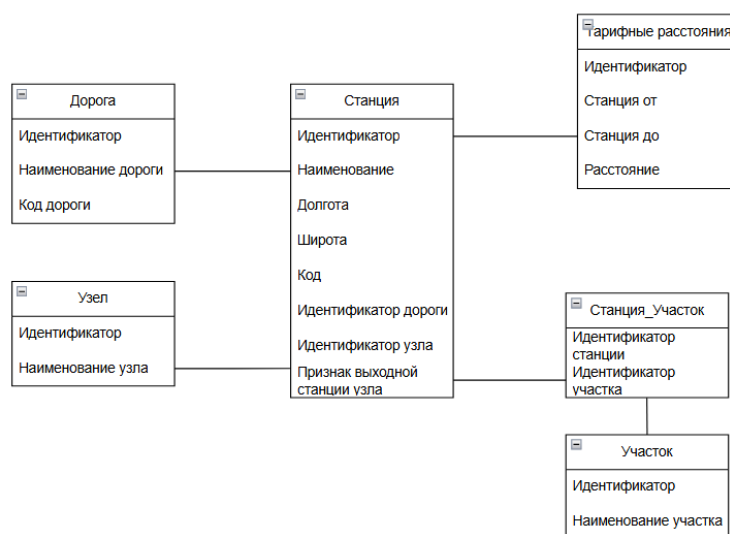 Дорога
Идентификатор
Наименование дороги
Код дороги
Узел
Идентификатор
Наименование узла
Станция
Идентификатор
Наименование
Долгота
Широта
Код
Идентификатор дороги
Идентификатор узла
Признак выходной
станции узла
Тарифные расстояния
Идентификатор
Станция от
Станция до
Расстояние
Станция_Участок
Идентификатор
станции
Идентификатор
участка
Участок
Идентификатор
Наименование участка